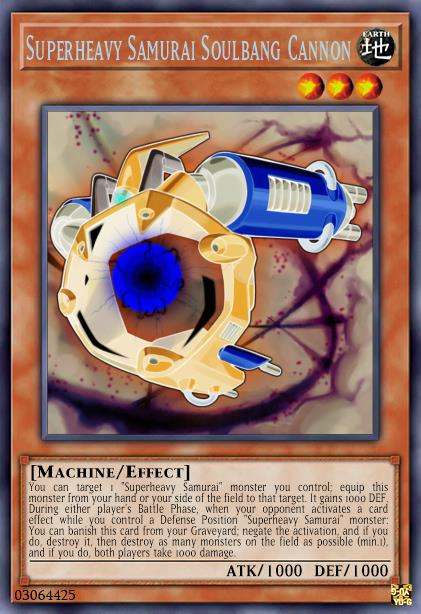 Superheavy Samurai Soulbang Cannon
EARTH
地
[Machine/Effect]
You can target 1 "Superheavy Samurai" monster you control; equip this
monster from your hand or your side of the field to that target. It gains 1000 DEF.
During either player's Battle Phase, when your opponent activates a card
effect while you control a Defense Position "Superheavy Samurai" monster:
You can banish this card from your Graveyard; negate the activation, and if you
do, destroy it, then destroy as many monsters on the field as possible (min.1),
and if you do, both players take 1000 damage.
ATK/1000 DEF/1000
03064425